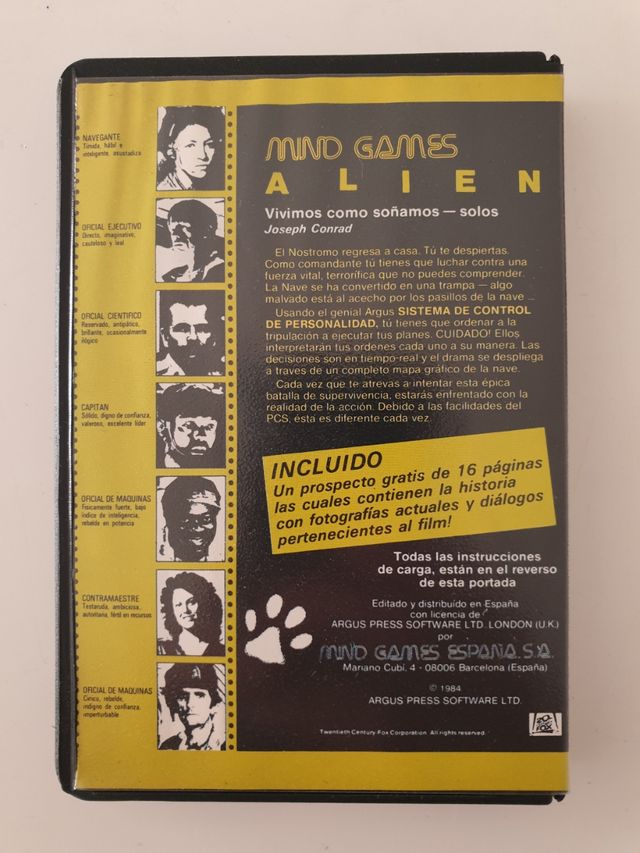 NAVEGANTE
Tímida, hábil e
inteligente, asustadiza
OFICIAL EJECUTIVO
Directo, imaginativo,
cauteloso y leal
OFICIAL CIENTIFICO
Reservado, antipático,
brillante, ocasionalmente
ilógico
CAPITAN
Sólido, digno de confianza,
valeroso, excelente líder
OFICIAL DE MAQUINAS
Físicamente fuerte, bajo
índice de inteligencia,
rebelde en potencia
CONTRAMAESTRE
Testaruda, ambiciosa,
autoritaria, fértil en recursos
OFICIAL DE MAQUINAS
Cínico, rebelde,
indigno de confianza,
imperturbable
MIND GAMES
ALIEN
Vivimos como soñamos — solos
Joseph Conrad
El Nostromo regresa a casa. Tú te despiertas.
Como comandante tú tienes que luchar contra una
fuerza vital, terrorífica que no puedes comprender.
La Nave se ha convertido en una trampa — algo
malvado está al acecho por los pasillos de la nave ...
Usando el genial Argus SISTEMA DE CONTROL
DE PERSONALIDAD, tú tienes que ordenar a la
tripulación a ejecutar tus planes. CUIDADO! Ellos
interpretarán tus órdenes cada uno a su manera. Las
decisiones son en tiempo-real y el drama se despliega
a traves de un completo mapa gráfico de la nave.
Cada vez que te atrevas a intentar esta épica
batalla de supervivencia, estarás enfrentado con la
realidad de la acción. Debido a las facilidades del
PCS, ésta es diferente cada vez.
INCLUIDO
Un prospecto gratis de 16 páginas
las cuales contienen la historia
con fotografías actuales y diálogos
pertenecientes al film!
Todas las instrucciones
de carga, están en el reverso
de esta portada
Editado y distribuído en España
con licencia de
ARGUS PRESS SOFTWARE LTD. LONDON (U.K.)
por
MIND GAMES ESPAÑA, S.A.
Mariano Cubí, 4 - 08006 Barcelona (España)
© 1984
ARGUS PRESS SOFTWARE LTD.
Twentieth Century Fox Corporation. All rights reserved.
20
FOX